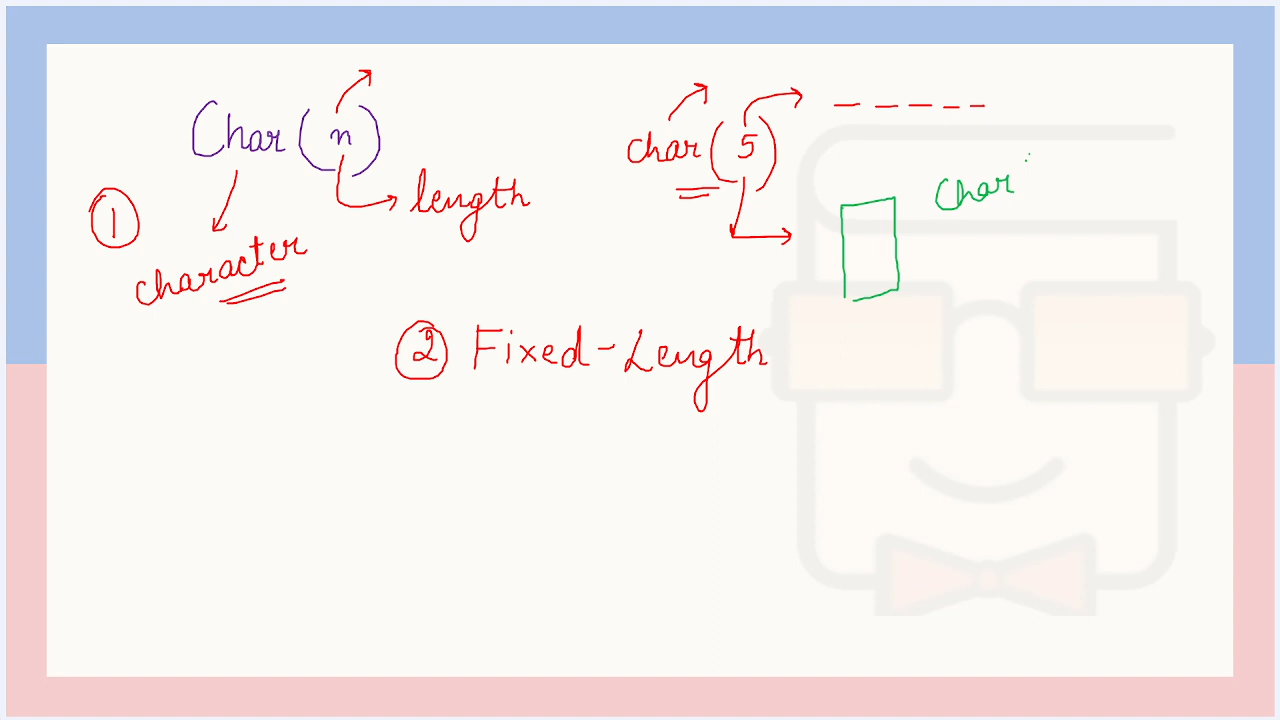 Char (n)
length
①
character
char (5) _ _ _ _ _
Char
② Fixed-Length